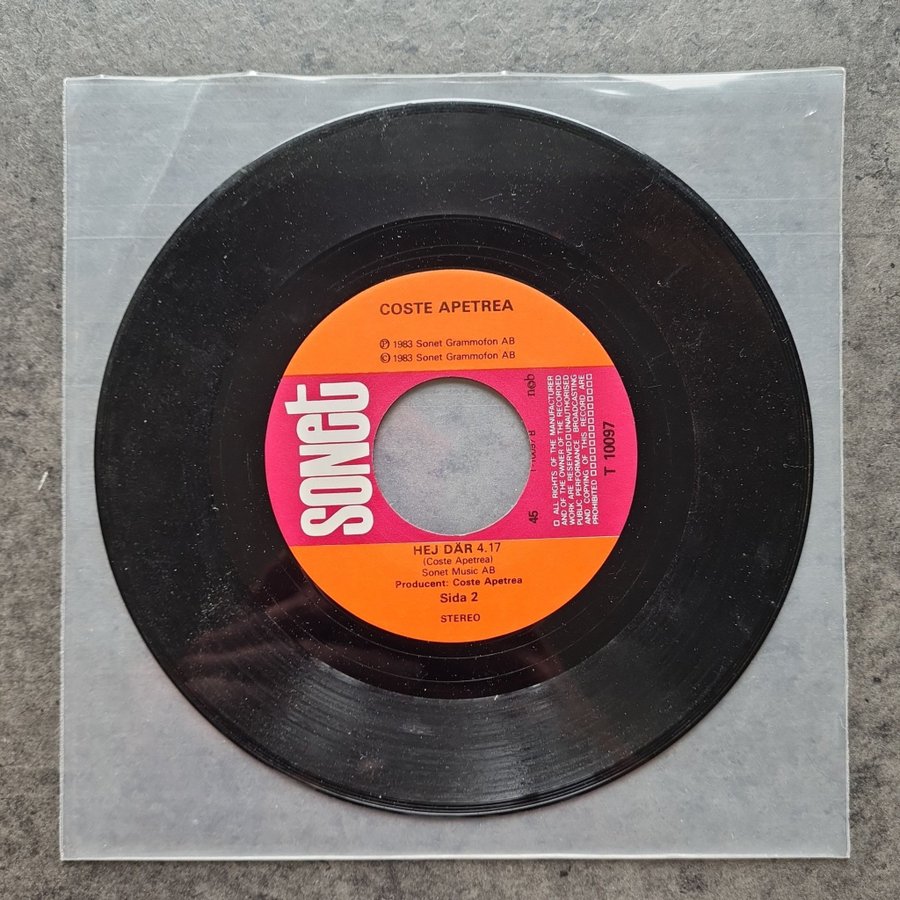 COSTE APETREA
℗ 1983 Sonet Grammofon AB
© 1983 Sonet Grammofon AB
sonet
45
n©b
ALL RIGHTS OF THE MANUFACTURER
AND OF THE OWNER OF THE RECORDED
WORK ARE RESERVED UNAUTHORISED
PUBLIC PERFORMANCE BROADCASTING
AND COPYING OF THIS RECORD ARE
PROHIBITED
T 10097
HEJ DÄR 4.17
(Coste Apetrea)
Sonet Music AB
Producent: Coste Apetrea
Sida 2
STEREO